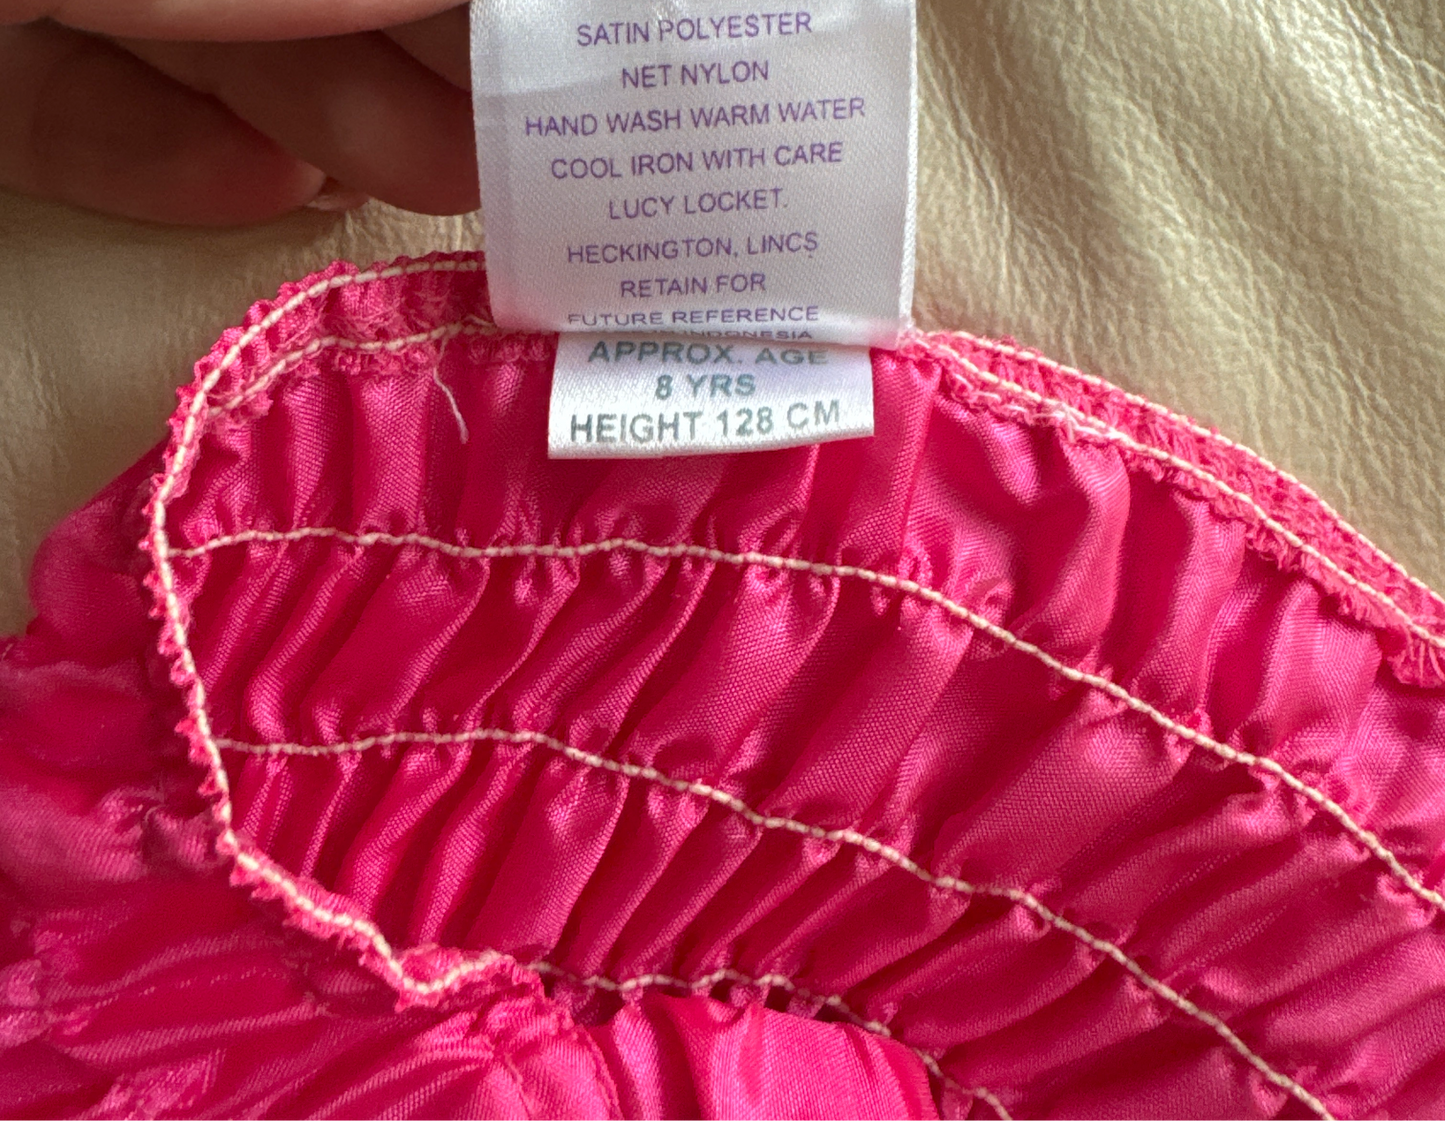 SATIN POLYESTER
NET NYLON
HAND WASH WARM WATER
COOL IRON WITH CARE
LUCY LOCKET.
HECKINGTON, LINCS
RETAIN FOR
FUTURE REFERENCE
INDONESIA
APPROX. AGE
8 YRS
HEIGHT 128 CM